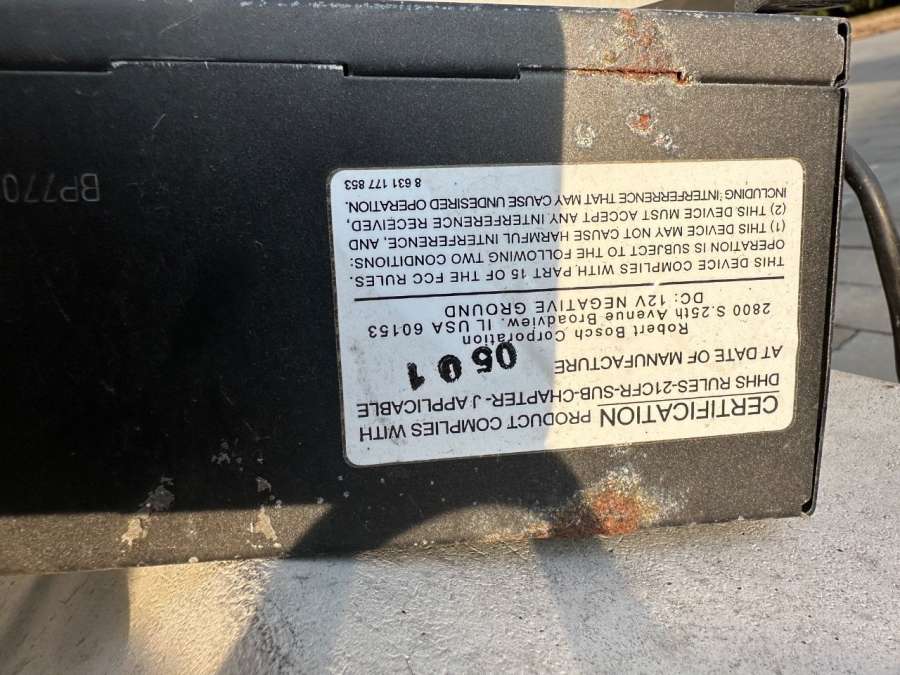 CERTIFICATION PRODUCT COMPLIES WITH
DHHS RULES-21CFR-SUB-CHAPTER-J APPLICABLE
AT DATE OF MANUFACTURE 0501
Robert Bosch Corporation
2800 S.25th Avenue Broadview, IL USA 60153
DC: 12V NEGATIVE GROUND
THIS DEVICE COMPLIES WITH PART 15 OF THE FCC RULES.
OPERATION IS SUBJECT TO THE FOLLOWING TWO CONDITIONS:
(1) THIS DEVICE MAY NOT CAUSE HARMFUL INTERFERENCE, AND,
(2) THIS DEVICE MUST ACCEPT ANY INTERFERENCE RECEIVED,
INCLUDING INTERFERENCE THAT MAY CAUSE UNDESIRED OPERATION.
8 631 177 853
BP770